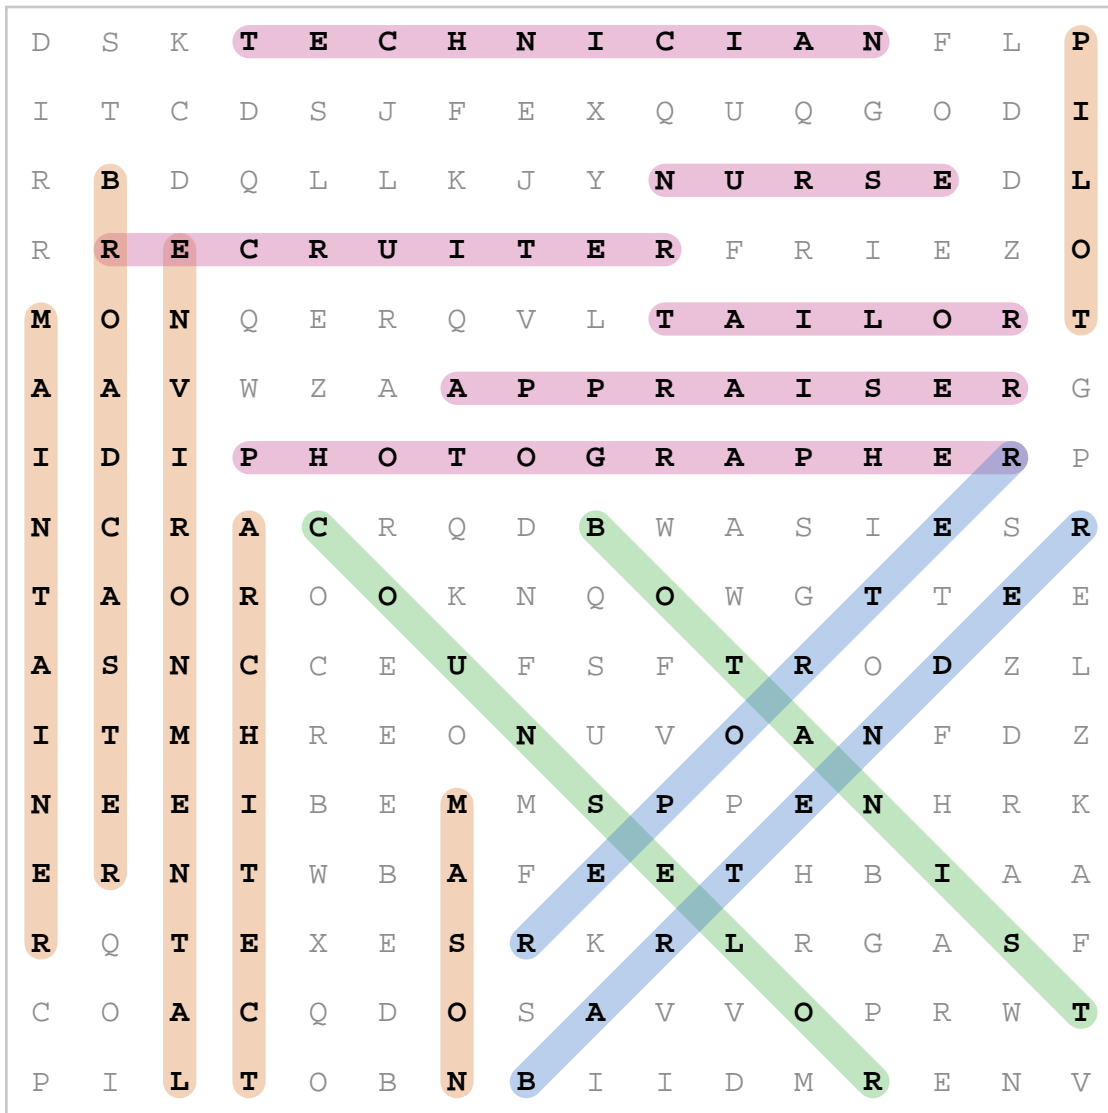 D S K T E C H N I C I A N F L P
I T C D S J F E X Q U Q G O D I
R B D Q L L K J Y N U R S E D L
R R E C R U I T E R F R I E Z O
M O N Q E R Q V L T A I L O R T
A A V W Z A A P P R A I S E R G
I D I P H O T O G R A P H E R P
N C R A C R Q D B W A S I E S R
T A O R O O K N Q O W G T T E E
A S N C C E U F S F T R O D Z L
I T M H R E O N U V O A N F D Z
N E E I B E M M S P P E N H R K
E R N T W B A F E E T H B I A A
R Q T E X E S R K R L R G A S F
C O A C Q D O S A V V O P R W T
P I L T O B N B I I D M R E N V